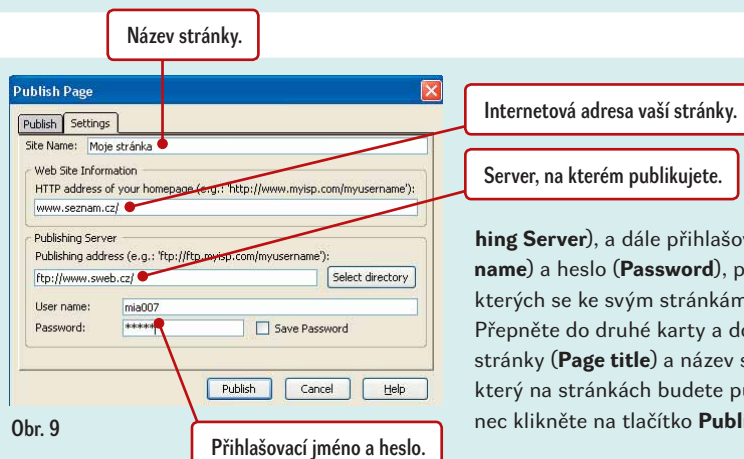 Název stránky.
Publish Page
Publish Settings
Site Name: Moje stránka
Web Site Information
HTTP address of your homepage (e.g.: 'http://www.myisp.com/myusername'):
www.seznam.cz/
Publishing Server
Publishing address (e.g.: 'ftp://ftp.myisp.com/myusername'):
ftp://www.sweb.cz/
Select directory
User name: mia007
Password: *****
Save Password
Publish Cancel Help
Obr. 9
Internetová adresa vaší stránky.
Server, na kterém publikujete.
Přihlašovací jméno a heslo.
hing Server), a dále přihlašov
name) a heslo (Password), p
kterých se ke svým stránkám
Přepněte do druhé karty a do
stránky (Page title) a název s
který na stránkách budete pu
nec klikněte na tlačítko Publi